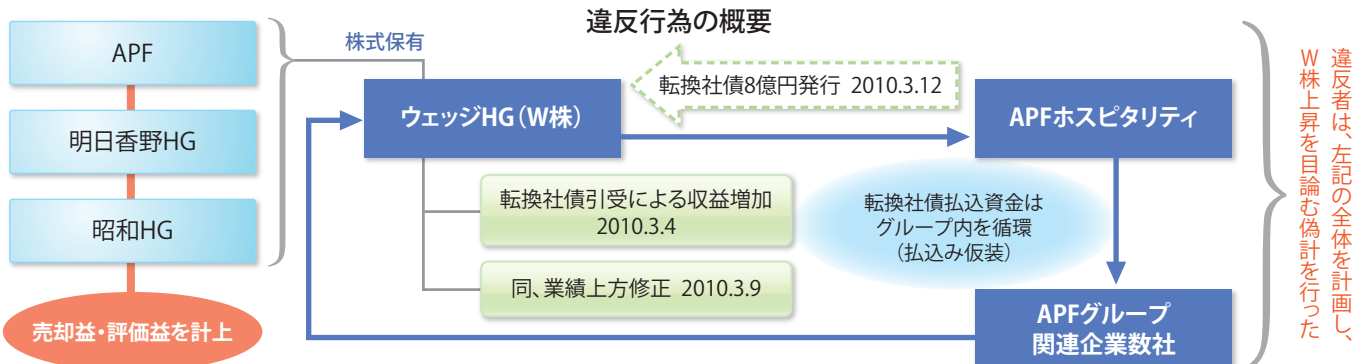 違反行為の概要
APF
明日香野HG
昭和HG
売却益・評価益を計上
株式保有
転換社債8億円発行 2010.3.12
ウェッジHG（W株）
APFホスピタリティ
転換社債引受による収益増加
2010.3.4
同、業績上方修正 2010.3.9
転換社債払込資金は
グループ内を循環
（払込み仮装）
APFグループ
関連企業数社
違反者は、左記の全体を計画し、
W株上昇を目論む偽計を行った